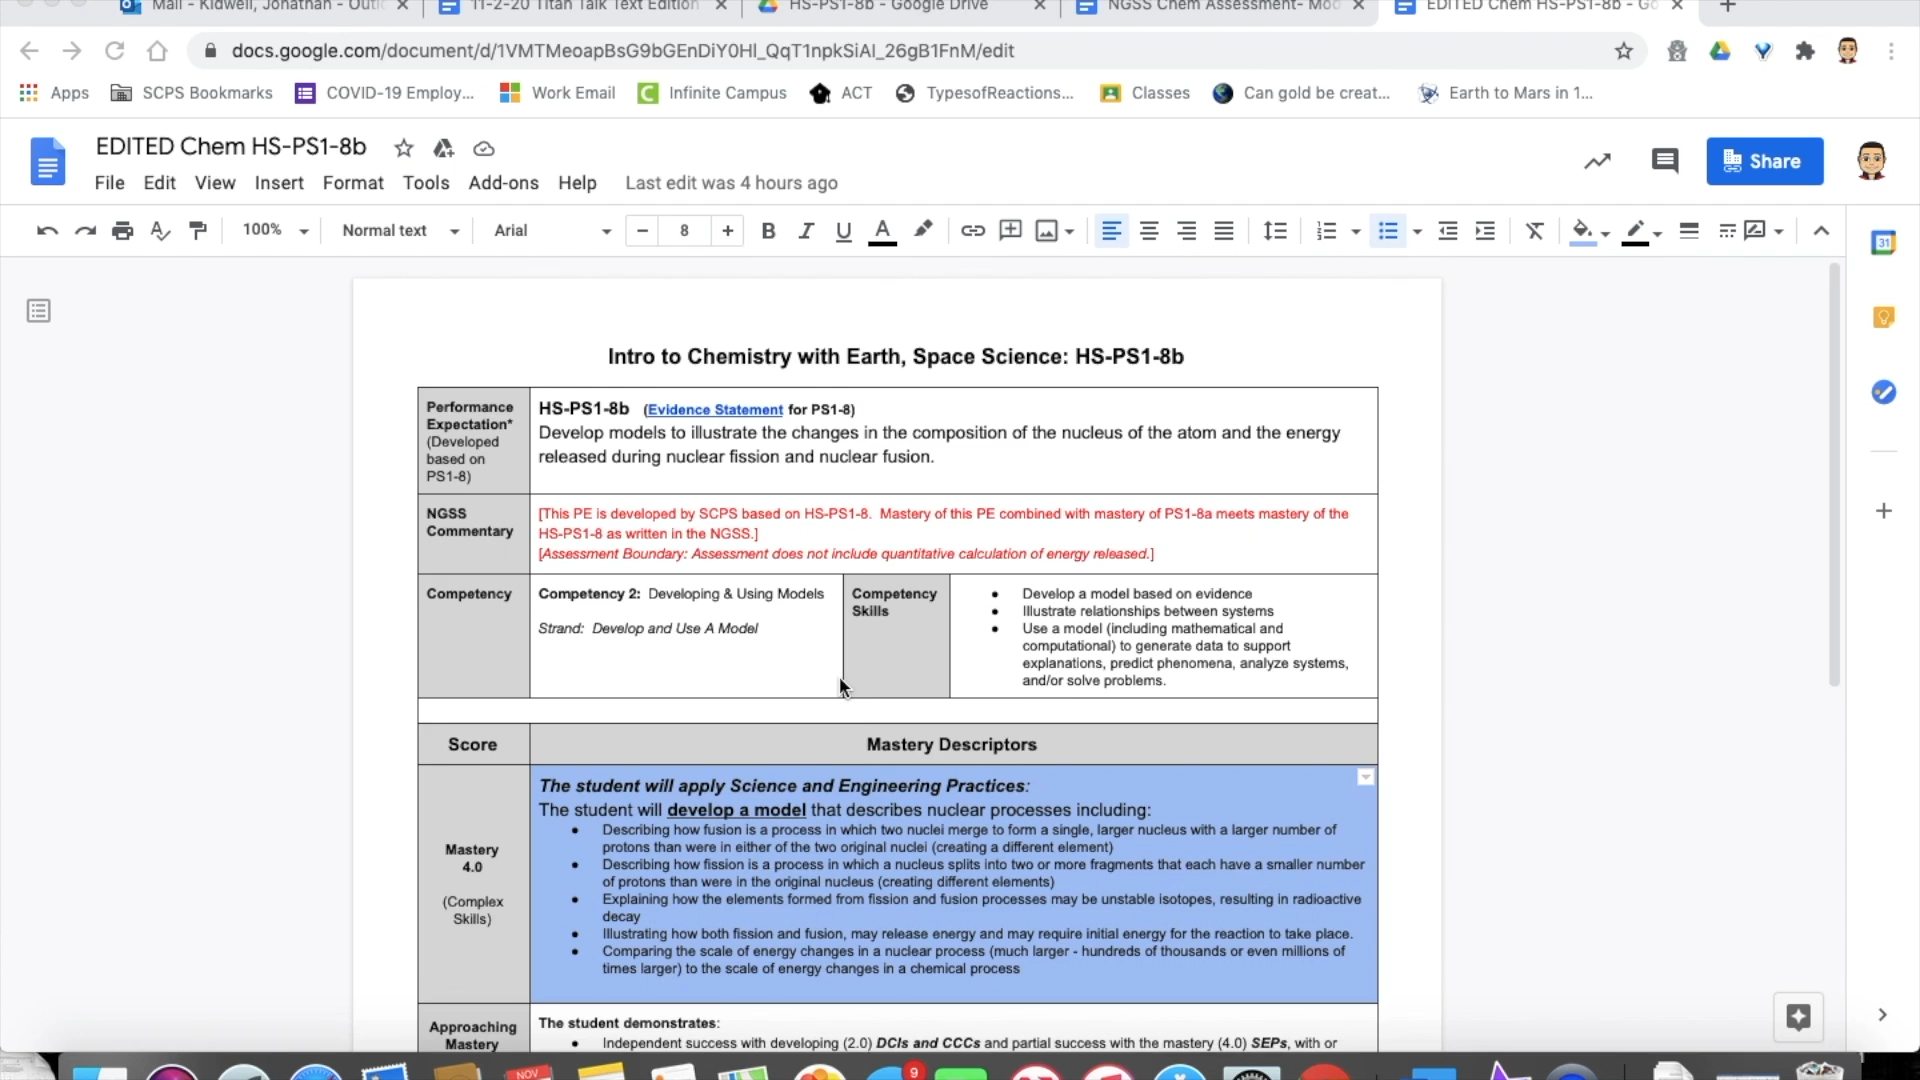 Mail - Kidwell, Jonathan - Outl
11-2-20 Titan Talk Text Edition
HS-PS1-8b - Google Drive
NGSS Chem Assessment- Mod
EDITED Chem HS-PS1-8b - Go
docs.google.com/document/d/1VMTMeoapBsG9bGEnDiY0Hl_QqT1npkSiAI_26gB1FnM/edit
Apps SCPS Bookmarks COVID-19 Employ... Work Email Infinite Campus ACT TypesofReactions... Classes Can gold be creat... Earth to Mars in 1...
EDITED Chem HS-PS1-8b
Share
File Edit View Insert Format Tools Add-ons Help Last edit was 4 hours ago
100% Normal text Arial 8 B I U A
31
Intro to Chemistry with Earth, Space Science: HS-PS1-8b
Performance
Expectation*
(Developed
based on
PS1-8)
HS-PS1-8b (Evidence Statement for PS1-8)
Develop models to illustrate the changes in the composition of the nucleus of the atom and the energy
released during nuclear fission and nuclear fusion.
NGSS
Commentary
[This PE is developed by SCPS based on HS-PS1-8. Mastery of this PE combined with mastery of PS1-8a meets mastery of the
HS-PS1-8 as written in the NGSS.]
[Assessment Boundary: Assessment does not include quantitative calculation of energy released.]
Competency
Competency 2: Developing & Using Models
Strand: Develop and Use A Model
Competency
Skills
● Develop a model based on evidence
● Illustrate relationships between systems
● Use a model (including mathematical and
computational) to generate data to support
explanations, predict phenomena, analyze systems,
and/or solve problems.
Score
Mastery Descriptors
Mastery
4.0
(Complex
Skills)
The student will apply Science and Engineering Practices:
The student will develop a model that describes nuclear processes including:
● Describing how fusion is a process in which two nuclei merge to form a single, larger nucleus with a larger number of
protons than were in either of the two original nuclei (creating a different element)
● Describing how fission is a process in which a nucleus splits into two or more fragments that each have a smaller number
of protons than were in the original nucleus (creating different elements)
● Explaining how the elements formed from fission and fusion processes may be unstable isotopes, resulting in radioactive
decay
● Illustrating how both fission and fusion, may release energy and may require initial energy for the reaction to take place.
● Comparing the scale of energy changes in a nuclear process (much larger - hundreds of thousands or even millions of
times larger) to the scale of energy changes in a chemical process
Approaching
Mastery
The student demonstrates:
● Independent success with developing (2.0) DCIs and CCCs and partial success with the mastery (4.0) SEPs, with or
NOV
9